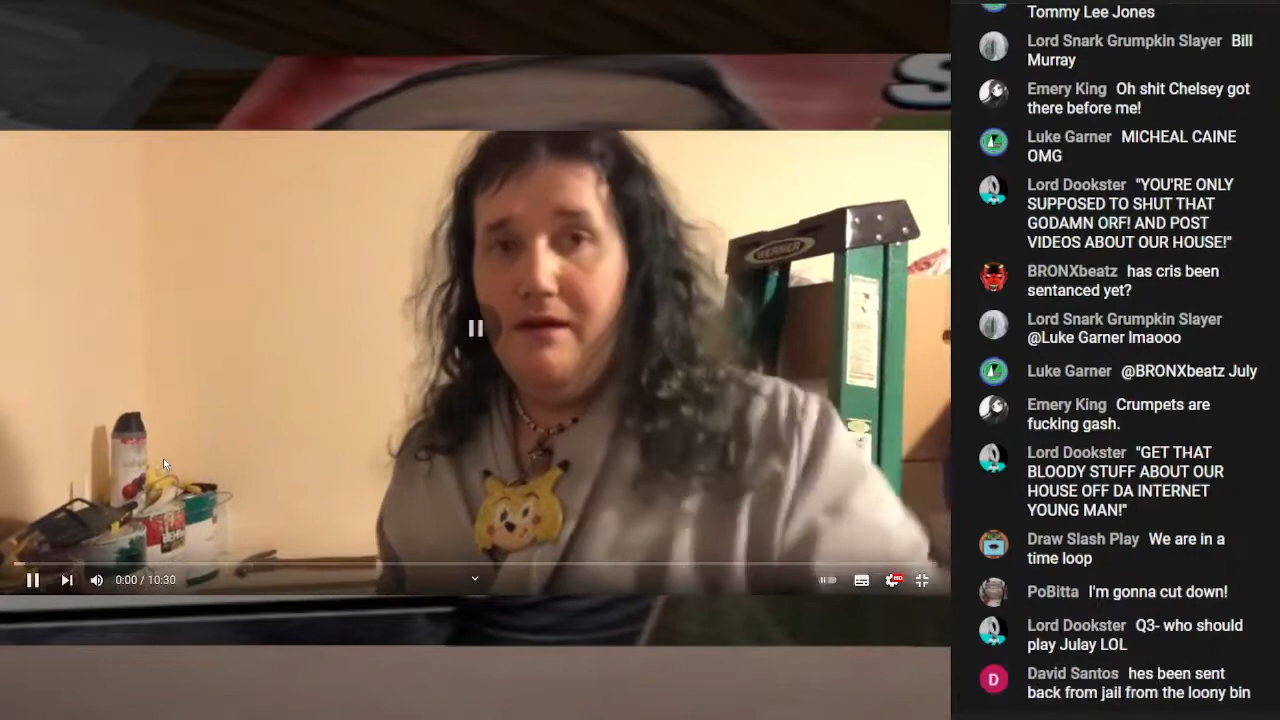 Tommy Lee Jones
Lord Snark Grumpkin Slayer Bill
Murray
Emery King Oh shit Chelsey got
there before me!
Luke Garner MICHEAL CAINE
OMG
Lord Dookster "YOU'RE ONLY
SUPPOSED TO SHUT THAT
GODAMN ORF! AND POST
VIDEOS ABOUT OUR HOUSE!"
BRONXbeatz has cris been
sentanced yet?
Lord Snark Grumpkin Slayer
@Luke Garner lmaooo
Luke Garner @BRONXbeatz July
Emery King Crumpets are
fucking gash.
Lord Dookster "GET THAT
BLOODY STUFF ABOUT OUR
HOUSE OFF DA INTERNET
YOUNG MAN!"
Draw Slash Play We are in a
time loop
PoBitta I'm gonna cut down!
Lord Dookster Q3- who should
play Julay LOL
D
David Santos hes been sent
back from jail from the loony bin
WERNER
BEHR
0:00 / 10:30
HD
S